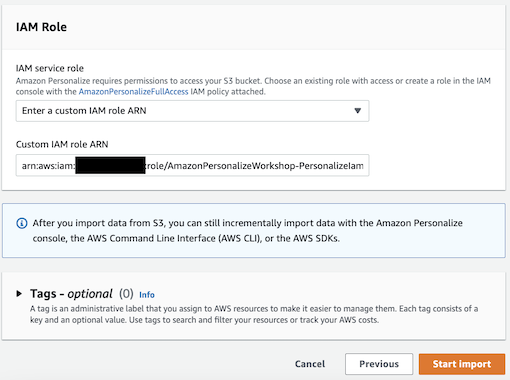 IAM Role
IAM service role
Amazon Personalize requires permissions to access your S3 bucket. Choose an existing role with access or create a role in the IAM
console with the AmazonPersonalizeFullAccess IAM policy attached.
Enter a custom IAM role ARN
Custom IAM role ARN
arn:aws:iam: :role/AmazonPersonalizeWorkshop-PersonalizeIam
After you import data from S3, you can still incrementally import data with the Amazon Personalize
console, the AWS Command Line Interface (AWS CLI), or the AWS SDKs.
Tags - optional (0) Info
A tag is an administrative label that you assign to AWS resources to make it easier to manage them. Each tag consists of a
key and an optional value. Use tags to search and filter your resources or track your AWS costs.
Cancel Previous Start import